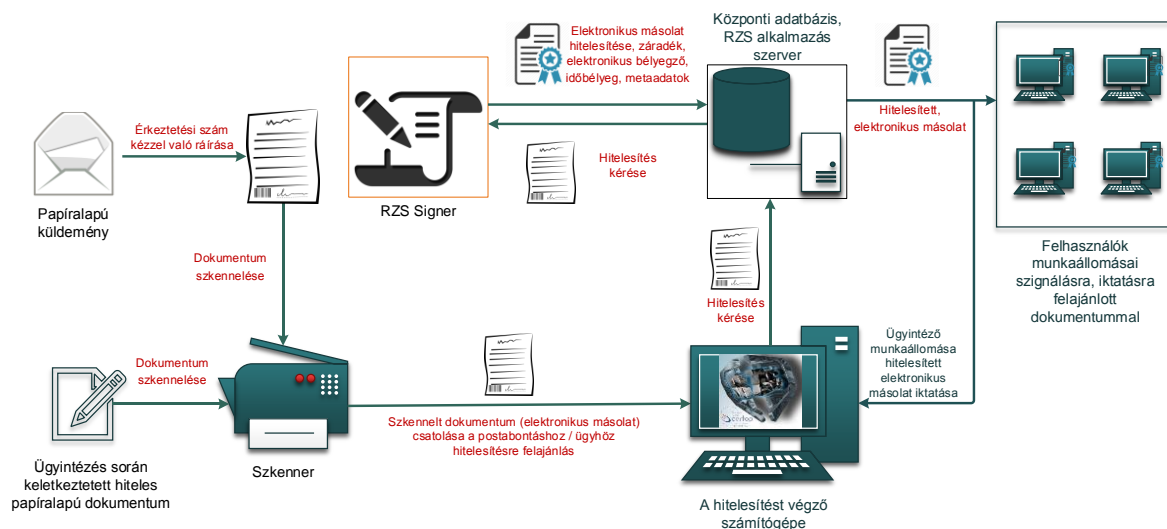 Elektronikus másolat
hitelesítése, záradék,
elektronikus bélyegző,
időbélyeg, metaadatok
Központi adatbázis,
RZS alkalmazás
szerver
Hitelesített,
elektronikus másolat
Érkeztetési szám
kézzel való ráírása
Papíralapú
küldemény
RZS Signer
Hitelesítés
kérése
Felhasználók
munkaállomásai
szignálásra, iktatásra
felajánlott
dokumentummal
Dokumentum
szkennelése
Hitelesítés
kérése
Dokumentum
szkennelése
Ügyintéző
munkaállomása
hitelesített
elektronikus
másolat iktatása
Szkennelt dokumentum (elektronikus másolat)
csatolása a postabontáshoz / ügyhöz
hitelesítésre felajánlás
Szkenner
Ügyintézés során
keletkeztetett hiteles
papíralapú dokumentum
A hitelesítést végző
számítógépe